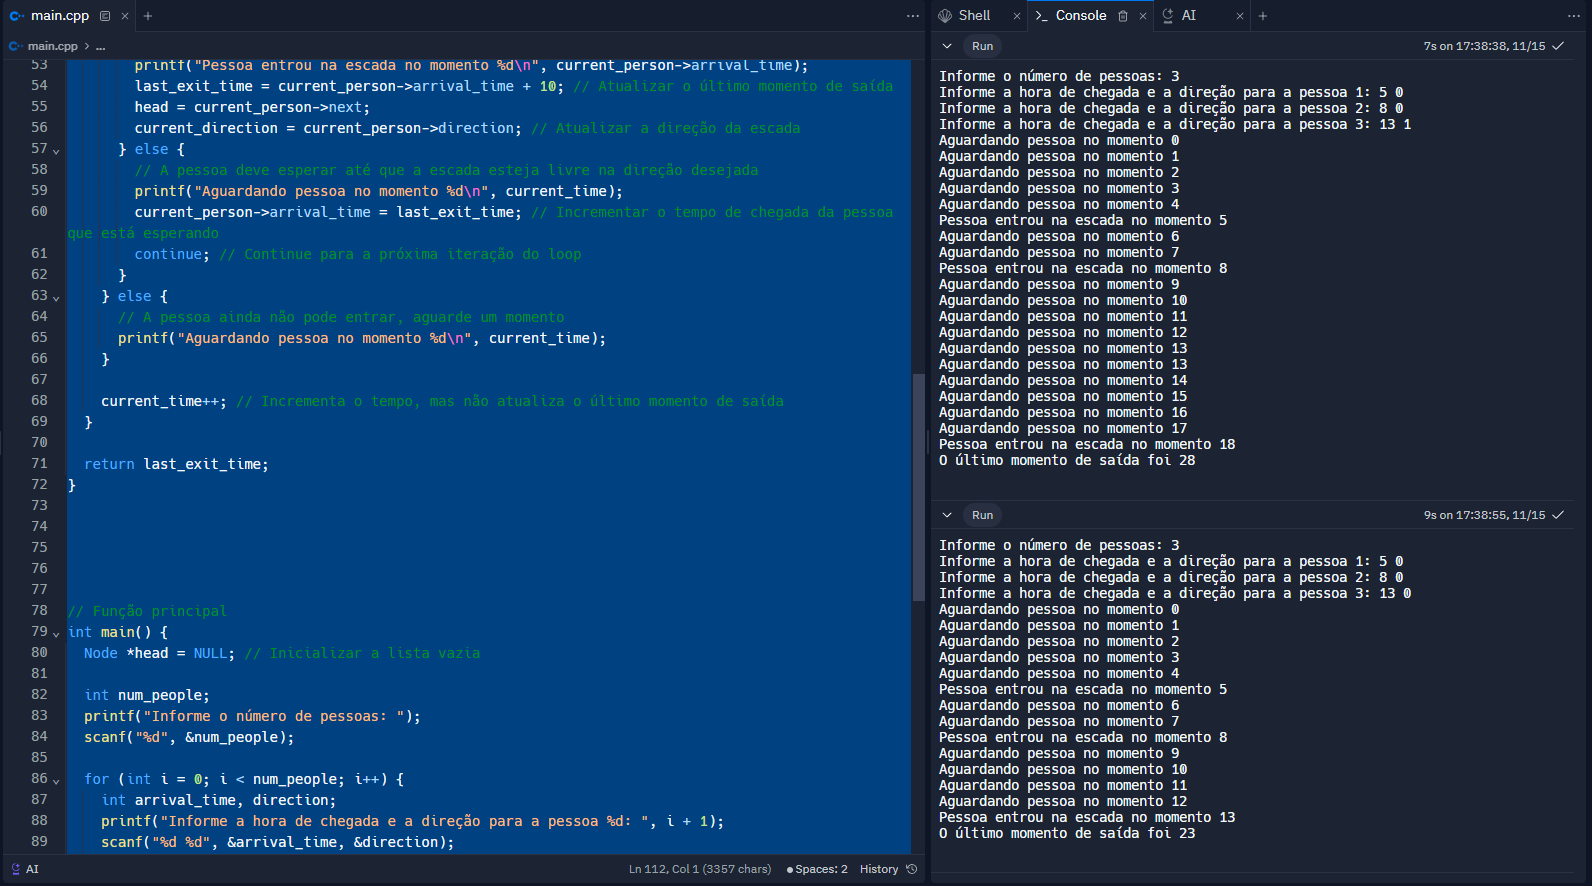 main.cpp
main.cpp > ...
53 printf("Pessoa entrou na escada no momento %d\n", current_person->arrival_time);
54 last_exit_time = current_person->arrival_time + 10; // Atualizar o último momento de saída
55 head = current_person->next;
56 current_direction = current_person->direction; // Atualizar a direção da escada
57 } else {
58 // A pessoa deve esperar até que a escada esteja livre na direção desejada
59 printf("Aguardando pessoa no momento %d\n", current_time);
60 current_person->arrival_time = last_exit_time; // Incrementar o tempo de chegada da pessoa
que está esperando
61 continue; // Continue para a próxima iteração do loop
62 }
63 } else {
64 // A pessoa ainda não pode entrar, aguarde um momento
65 printf("Aguardando pessoa no momento %d\n", current_time);
66 }
67
68 current_time++; // Incrementa o tempo, mas não atualiza o último momento de saída
69 }
70
71 return last_exit_time;
72 }
73
74
75
76
77
78 // Função principal
79 int main() {
80 Node *head = NULL; // Inicializar a lista vazia
81
82 int num_people;
83 printf("Informe o número de pessoas: ");
84 scanf("%d", &num_people);
85
86 for (int i = 0; i < num_people; i++) {
87 int arrival_time, direction;
88 printf("Informe a hora de chegada e a direção para a pessoa %d: ", i + 1);
89 scanf("%d %d", &arrival_time, &direction);
AI
Ln 112, Col 1 (3357 chars) Spaces: 2 History
Shell Console AI
Run 7s on 17:38:38, 11/15
Informe o número de pessoas: 3
Informe a hora de chegada e a direção para a pessoa 1: 5 0
Informe a hora de chegada e a direção para a pessoa 2: 8 0
Informe a hora de chegada e a direção para a pessoa 3: 13 1
Aguardando pessoa no momento 0
Aguardando pessoa no momento 1
Aguardando pessoa no momento 2
Aguardando pessoa no momento 3
Aguardando pessoa no momento 4
Pessoa entrou na escada no momento 5
Aguardando pessoa no momento 6
Aguardando pessoa no momento 7
Pessoa entrou na escada no momento 8
Aguardando pessoa no momento 9
Aguardando pessoa no momento 10
Aguardando pessoa no momento 11
Aguardando pessoa no momento 12
Aguardando pessoa no momento 13
Aguardando pessoa no momento 13
Aguardando pessoa no momento 14
Aguardando pessoa no momento 15
Aguardando pessoa no momento 16
Aguardando pessoa no momento 17
Pessoa entrou na escada no momento 18
O último momento de saída foi 28
Run 9s on 17:38:55, 11/15
Informe o número de pessoas: 3
Informe a hora de chegada e a direção para a pessoa 1: 5 0
Informe a hora de chegada e a direção para a pessoa 2: 8 0
Informe a hora de chegada e a direção para a pessoa 3: 13 0
Aguardando pessoa no momento 0
Aguardando pessoa no momento 1
Aguardando pessoa no momento 2
Aguardando pessoa no momento 3
Aguardando pessoa no momento 4
Pessoa entrou na escada no momento 5
Aguardando pessoa no momento 6
Aguardando pessoa no momento 7
Pessoa entrou na escada no momento 8
Aguardando pessoa no momento 9
Aguardando pessoa no momento 10
Aguardando pessoa no momento 11
Aguardando pessoa no momento 12
Pessoa entrou na escada no momento 13
O último momento de saída foi 23